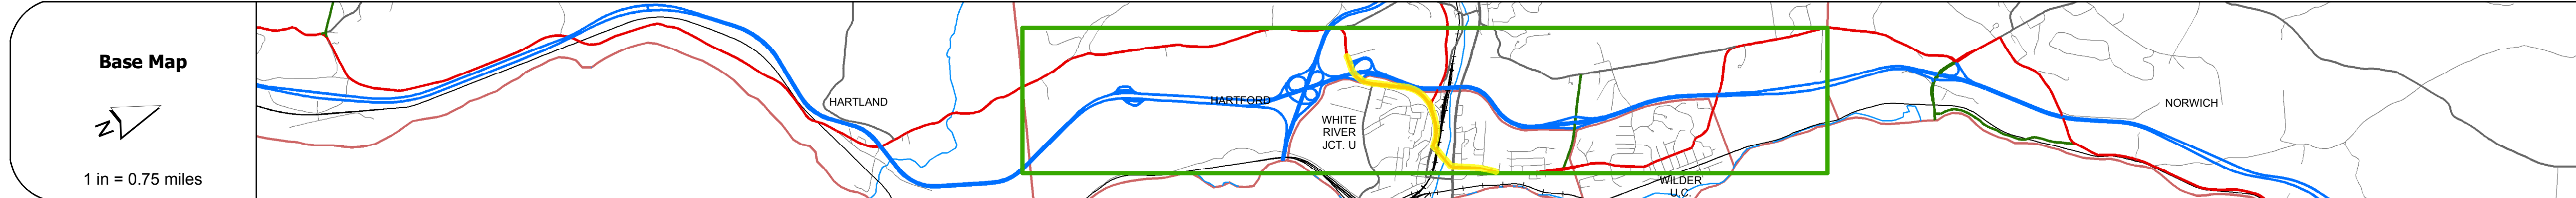 Base Map
N
1 in = 0.75 miles
HARTLAND
HARTFORD
WHITE
RIVER
JCT. U
WILDER
U.C.
NORWICH